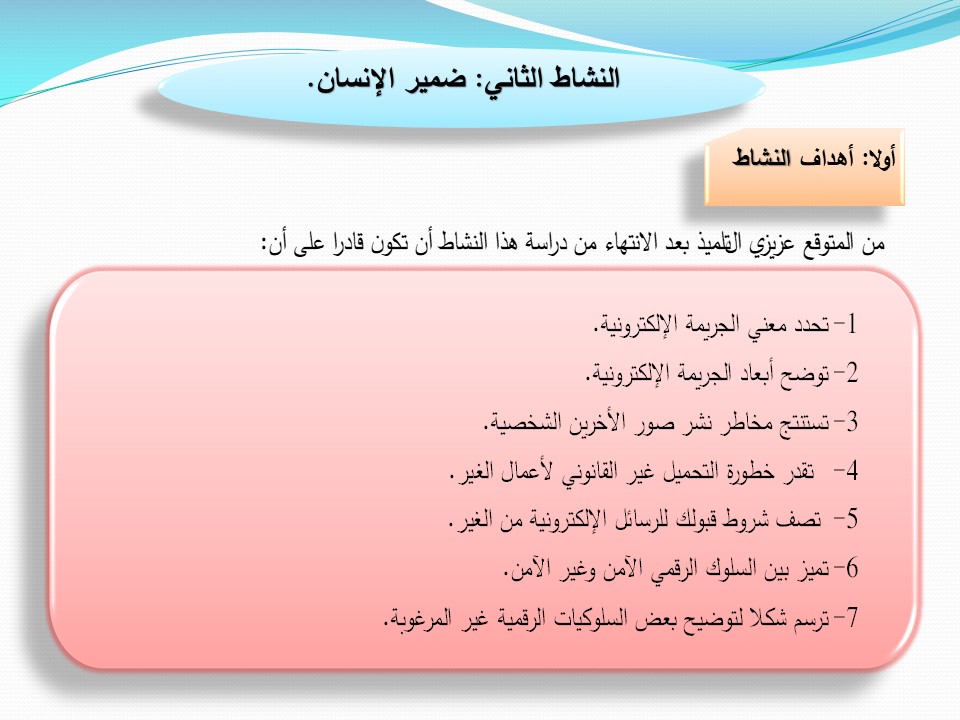 النشاط الثاني: ضمير الإنسان.
أولا: أهداف النشاط
من المتوقع عزيزي التلميذ بعد الانتهاء من دراسة هذا النشاط أن تكون قادرا على أن:
1- تحدد معني الجريمة الإلكترونية.
2- توضح أبعاد الجريمة الإلكترونية.
3- تستنتج مخاطر نشر صور الأخرين الشخصية.
4- تقدر خطورة التحميل غير القانوني لأعمال الغير.
5- تصف شروط قبولك للرسائل الإلكترونية من الغير.
6- تميز بين السلوك الرقمي الآمن وغير الآمن.
7- ترسم شكلا لتوضيح بعض السلوكيات الرقمية غير المرغوبة.